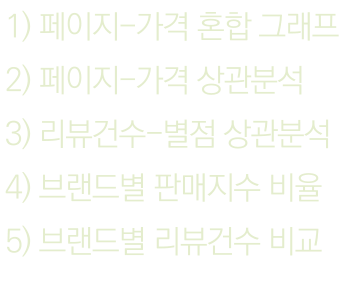 1) 페이지-가격 혼합 그래프
2) 페이지-가격 상관분석
3) 리뷰건수-별점 상관분석
4) 브랜드별 판매지수 비율
5) 브랜드별 리뷰건수 비교